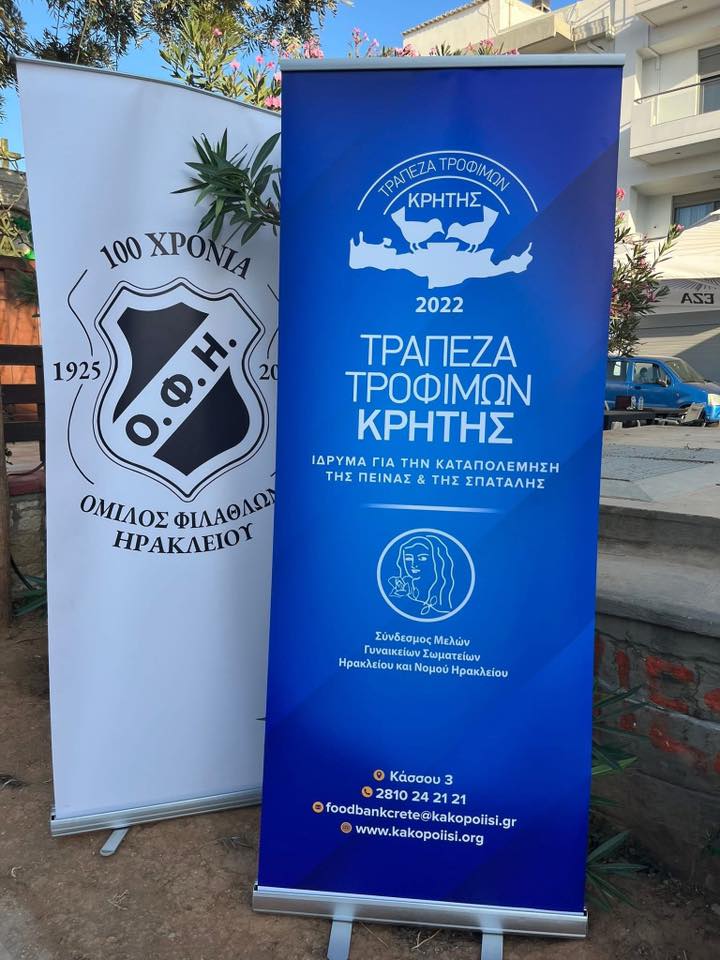 100 ΧΡΟΝΙΑ
1925
Ο.Φ.Η.
ΟΜΙΛΟΣ ΦΙΛΑΘΛΩΝ
ΗΡΑΚΛΕΙΟΥ
ΤΡΑΠΕΖΑ ΤΡΟΦΙΜΩΝ
ΚΡΗΤΗΣ
2022
ΤΡΑΠΕΖΑ
ΤΡΟΦΙΜΩΝ
ΚΡΗΤΗΣ
ΙΔΡΥΜΑ ΓΙΑ ΤΗΝ ΚΑΤΑΠΟΛΕΜΗΣΗ
ΤΗΣ ΠΕΙΝΑΣ & ΤΗΣ ΣΠΑΤΑΛΗΣ
Σύνδεσμος Μελών
Γυναικείων Σωματείων
Ηρακλείου και Νομού Ηρακλείου
Κάσσου 3
2810 24 21 21
foodbankcrete@kakopoiisi.gr
www.kakopoiisi.org